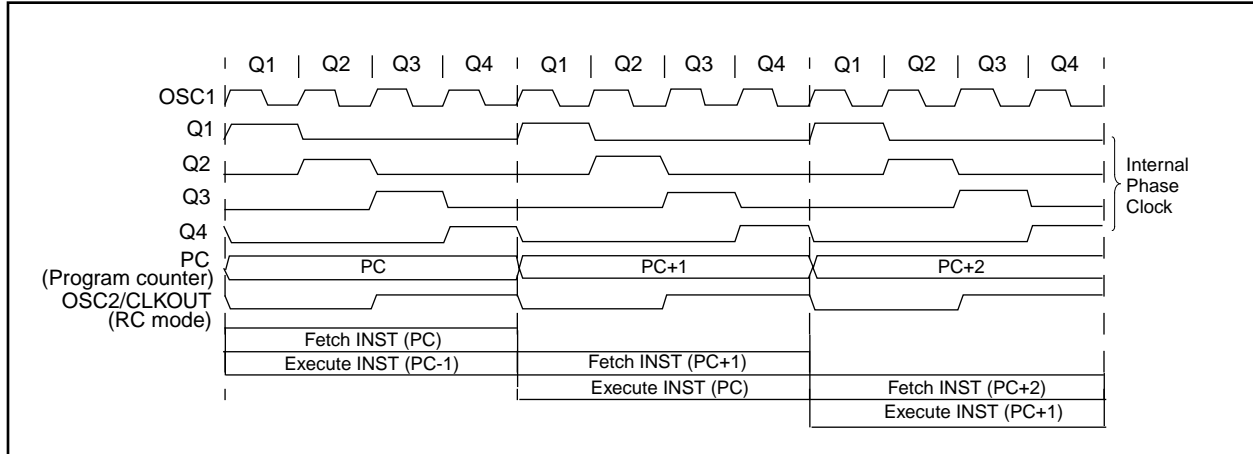 Q1 | Q2 | Q3 | Q4 | Q1 | Q2 | Q3 | Q4 | Q1 | Q2 | Q3 | Q4
OSC1
Q1
Q2
Q3
Q4
Internal
Phase
Clock
PC
(Program counter)
PC
PC+1
PC+2
OSC2/CLKOUT
(RC mode)
Fetch INST (PC)
Execute INST (PC-1)
Fetch INST (PC+1)
Execute INST (PC)
Fetch INST (PC+2)
Execute INST (PC+1)